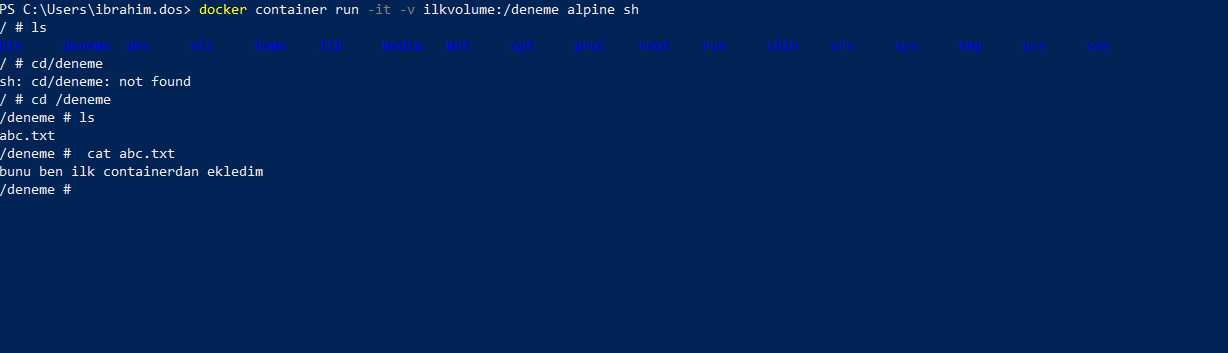 PS C:\Users\ibrahim.dos> docker container run -it -v ilkvolume:/deneme alpine sh
/ # ls
bin deneme dev etc home lib media mnt opt proc root run sbin srv sys tmp usr var
/ # cd/deneme
sh: cd/deneme: not found
/ # cd /deneme
/deneme # ls
abc.txt
/deneme #  cat abc.txt
bunu ben ilk containerdan ekledim
/deneme #